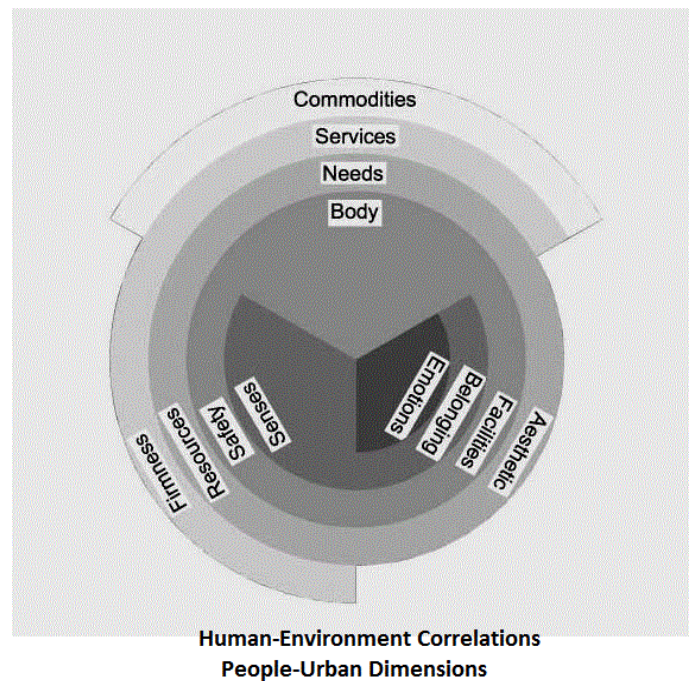 Commodities
Services
Needs
Body
Senses
Safety
Resources
Firmness
Emotions
Belonging
Facilities
Aesthetic
Human-Environment Correlations
People-Urban Dimensions